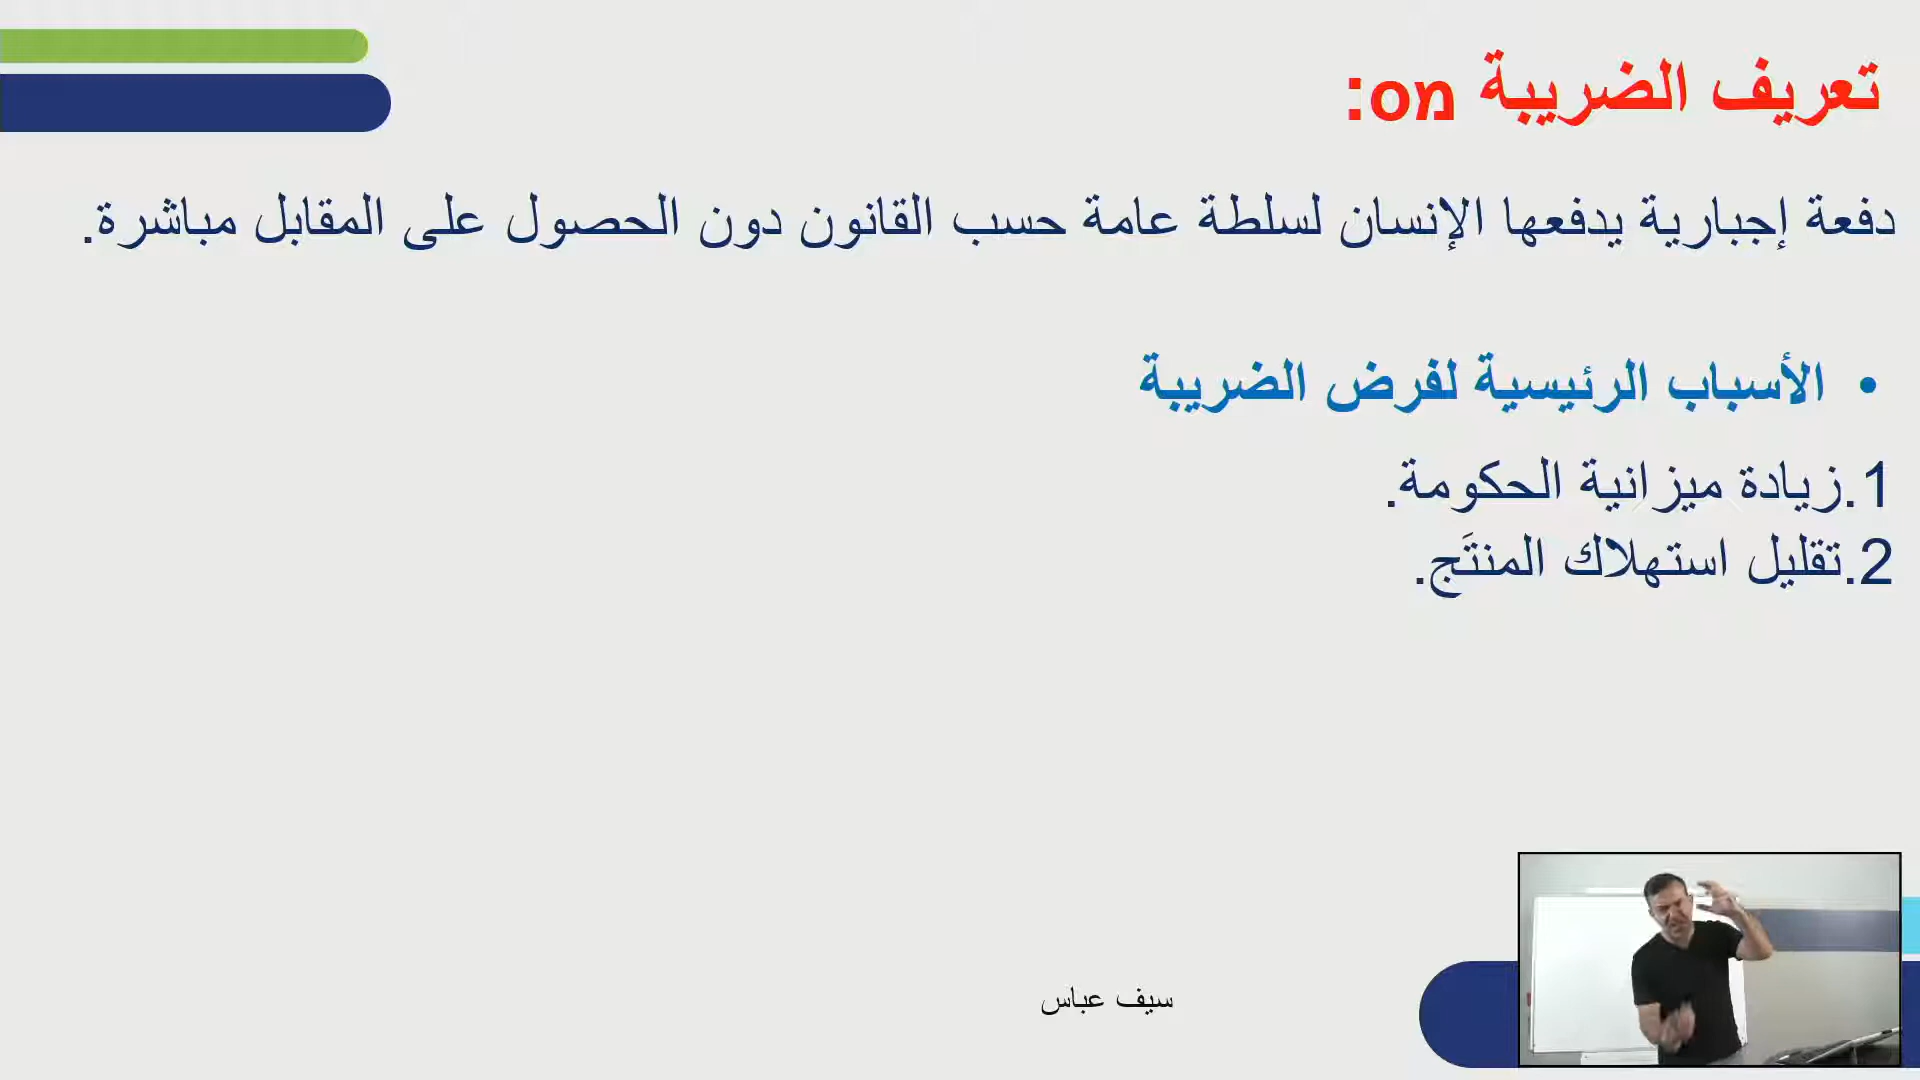 تعريف الضريبة מס:
دفعة إجبارية يدفعها الإنسان لسلطة عامة حسب القانون دون الحصول على المقابل مباشرة.
• الأسباب الرئيسية لفرض الضريبة
1.زيادة ميزانية الحكومة.
2.تقليل استهلاك المنتَج.
سيف عباس